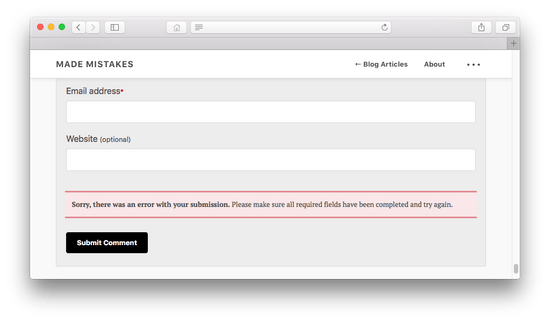 MADE MISTAKES
← Blog Articles About •••
Email address*
Website (optional)
Sorry, there was an error with your submission. Please make sure all required fields have been completed and try again.
Submit Comment